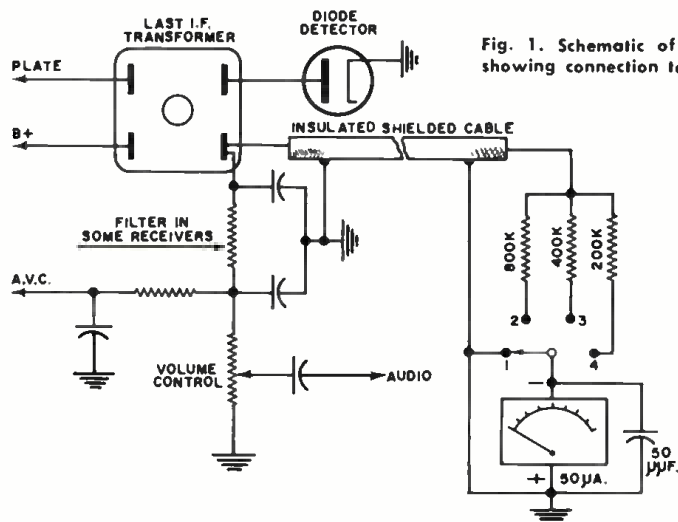 LAST I.F.
TRANSFORMER
DIODE
DETECTOR
Fig. 1. Schematic of
showing connection to
PLATE
B+
INSULATED SHIELDED CABLE
FILTER IN
SOME RECEIVERS
800K
400K
200K
A.V.C.
2
3
1
4
VOLUME
CONTROL
AUDIO
−
50
μμF.
+ 50μA.